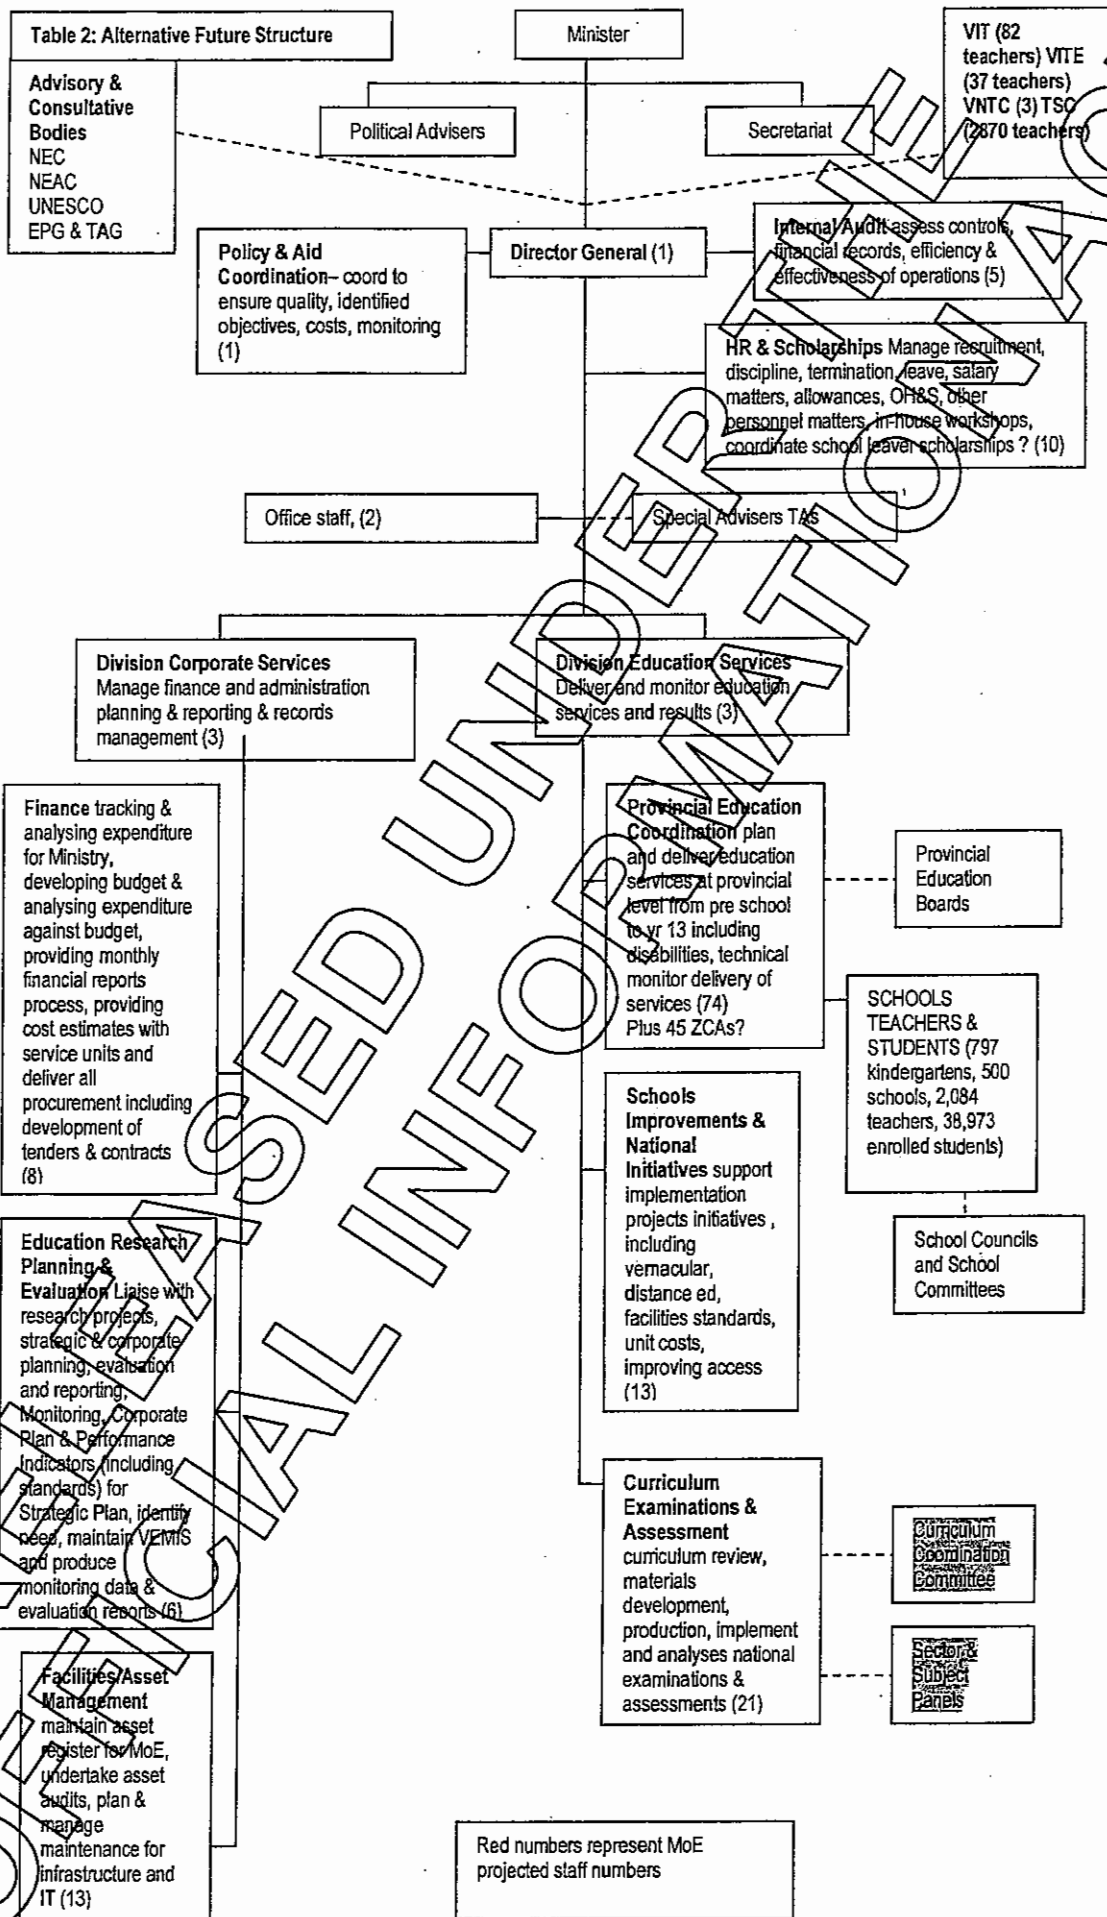 Table 2: Alternative Future Structure
Minister
VIT (82
teachers) VITE
(37 teachers)
VNTC (3) TSC
(2870 teachers)
Advisory &
Consultative
Bodies
NEC
NEAC
UNESCO
EPG & TAG
Political Advisers
Secretariat
Policy & Aid
Coordination– coord to
ensure quality, identified
objectives, costs, monitoring
(1)
Director General (1)
Internal Audit assess controls,
financial records, efficiency &
effectiveness of operations (5)
HR & Scholarships Manage recruitment,
discipline, termination, leave, salary
matters, allowances, OH&S, other
personnel matters, in-house workshops,
coordinate school leaver scholarships ? (10)
Office staff, (2)
Special Advisers TAs
Division Corporate Services
Manage finance and administration
planning & reporting & records
management (3)
Division Education Services
Deliver and monitor education
services and results (3)
Finance tracking &
analysing expenditure
for Ministry,
developing budget &
analysing expenditure
against budget,
providing monthly
financial reports
process, providing
cost estimates with
service units and
deliver all
procurement including
development of
tenders & contracts
(8)
Provincial Education
Coordination plan
and deliver education
services at provincial
level from pre school
to yr 13 including
disabilities, technical
monitor delivery of
services (74)
Plus 45 ZCAs?
Provincial
Education
Boards
SCHOOLS
TEACHERS &
STUDENTS (797
kindergartens, 500
schools, 2,084
teachers, 38,973
enrolled students)
School Councils
and School
Committees
Schools
Improvements &
National
Initiatives support
implementation
projects initiatives ,
including
vernacular,
distance ed,
facilities standards,
unit costs,
improving access
(13)
Education Research
Planning &
Evaluation Liaise with
research projects,
strategic & corporate
planning, evaluation
and reporting,
Monitoring, Corporate
Plan & Performance
Indicators (including
standards) for
Strategic Plan, identify
need, maintain VEMIS
and produce
monitoring data &
evaluation reports (6)
Curriculum
Examinations &
Assessment
curriculum review,
materials
development,
production, implement
and analyses national
examinations &
assessments (21)
Curriculum
Coordination
Committee
Sector &
Subject
Panels
Facilities/Asset
Management
maintain asset
register for MoE,
undertake asset
audits, plan &
manage
maintenance for
infrastructure and
IT (13)
Red numbers represent MoE
projected staff numbers
RELEASED UNDER THE
OFFICIAL INFORMATION AC